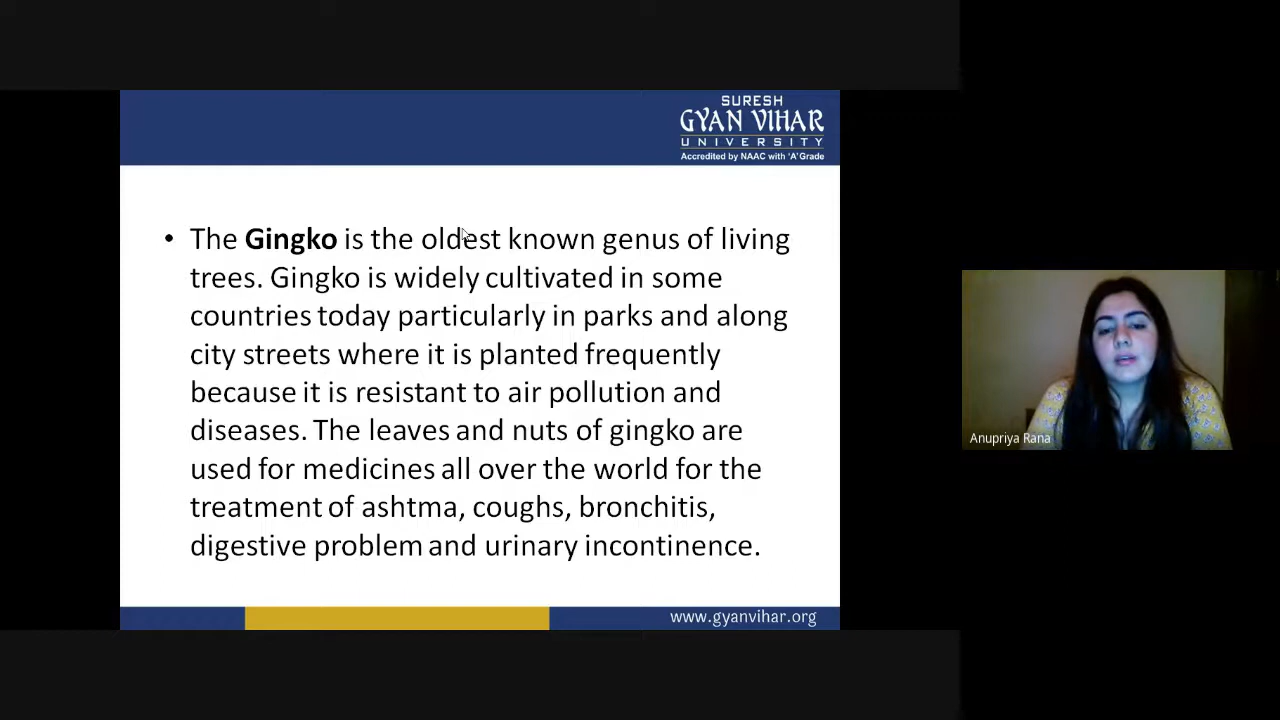 SURESH
GYAN VIHAR
UNIVERSITY
Accredited by NAAC with 'A' Grade
• The Gingko is the oldest known genus of living
trees. Gingko is widely cultivated in some
countries today particularly in parks and along
city streets where it is planted frequently
because it is resistant to air pollution and
diseases. The leaves and nuts of gingko are
used for medicines all over the world for the
treatment of ashtma, coughs, bronchitis,
digestive problem and urinary incontinence.
www.gyanvihar.org
Anupriya Rana